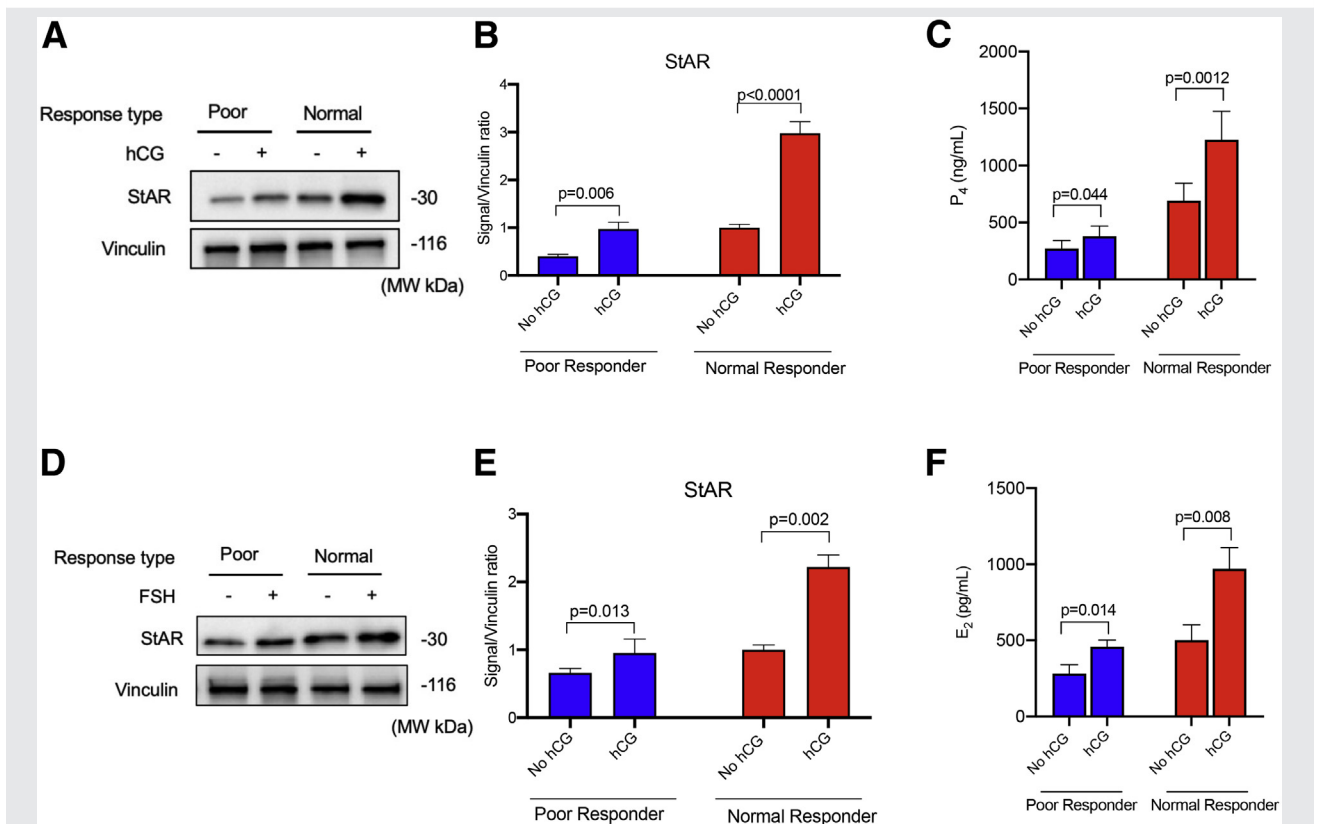 A
Response type Poor Normal
hCG - + - +
StAR -30
Vinculin -116
(MW kDa)
B
StAR
Signal/Vinculin ratio
4
3
2
1
0
p=0.006
p<0.0001
No hCG hCG No hCG hCG
Poor Responder Normal Responder
C
P4 (ng/mL)
2000
1500
1000
500
0
p=0.044
p=0.0012
No hCG hCG No hCG hCG
Poor Responder Normal Responder
D
Response type Poor Normal
FSH - + - +
StAR -30
Vinculin -116
(MW kDa)
E
StAR
Signal/Vinculin ratio
3
2
1
0
p=0.013
p=0.002
No hCG hCG No hCG hCG
Poor Responder Normal Responder
F
E2 (pg/mL)
1500
1000
500
0
p=0.014
p=0.008
No hCG hCG No hCG hCG
Poor Responder Normal Responder